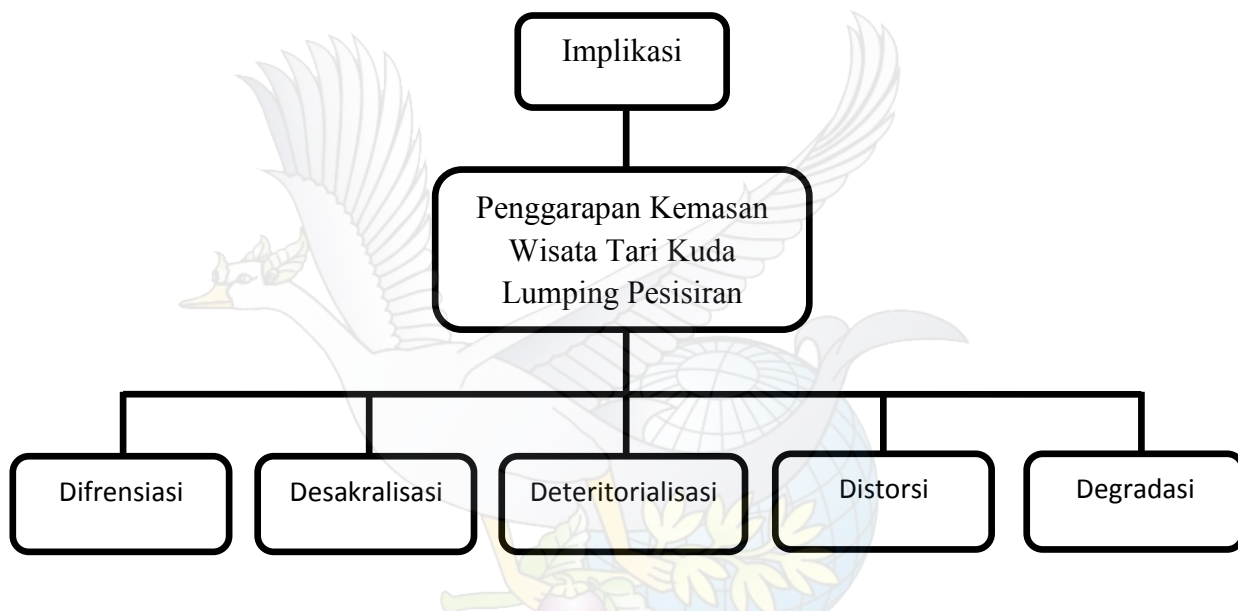 Implikasi
Penggarapan Kemasan
Wisata Tari Kuda
Lumping Pesisiran
Difrensiasi
Desakralisasi
Deteritorialisasi
Distorsi
Degradasi